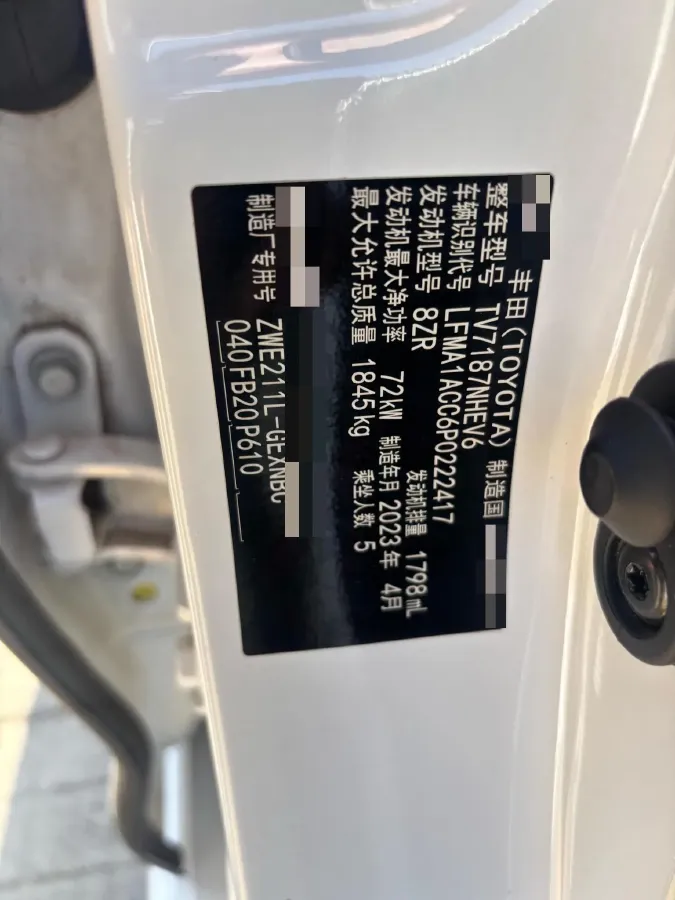 丰田(TOYOTA) 制造国
整车型号 TV7187NHEV6
车辆识别代号 LFMA1ACC6P0222417
发动机型号 8ZR 发动机排量 1798mL
发动机最大净功率 72kW 制造年月 2023年 4月
最大允许总质量 1845kg 乘坐人数 5
制造厂专用号 ZWE211L-GEXNBC
040FB20P610